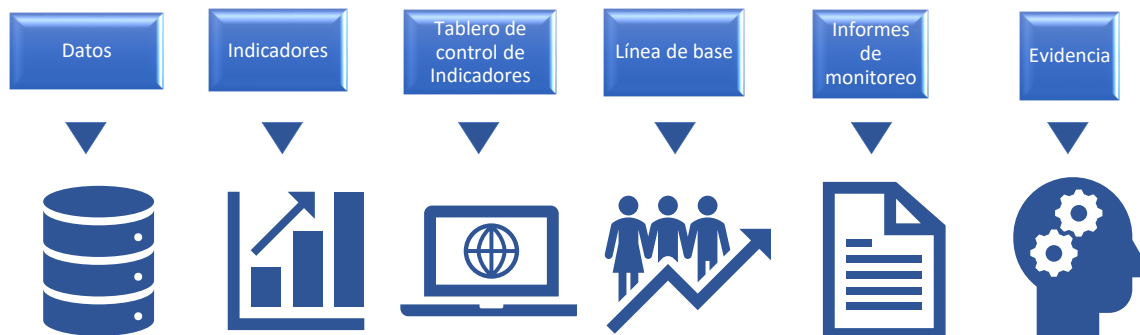 Datos
Indicadores
Tablero de
control de
Indicadores
Línea de base
Informes
de
monitoreo
Evidencia